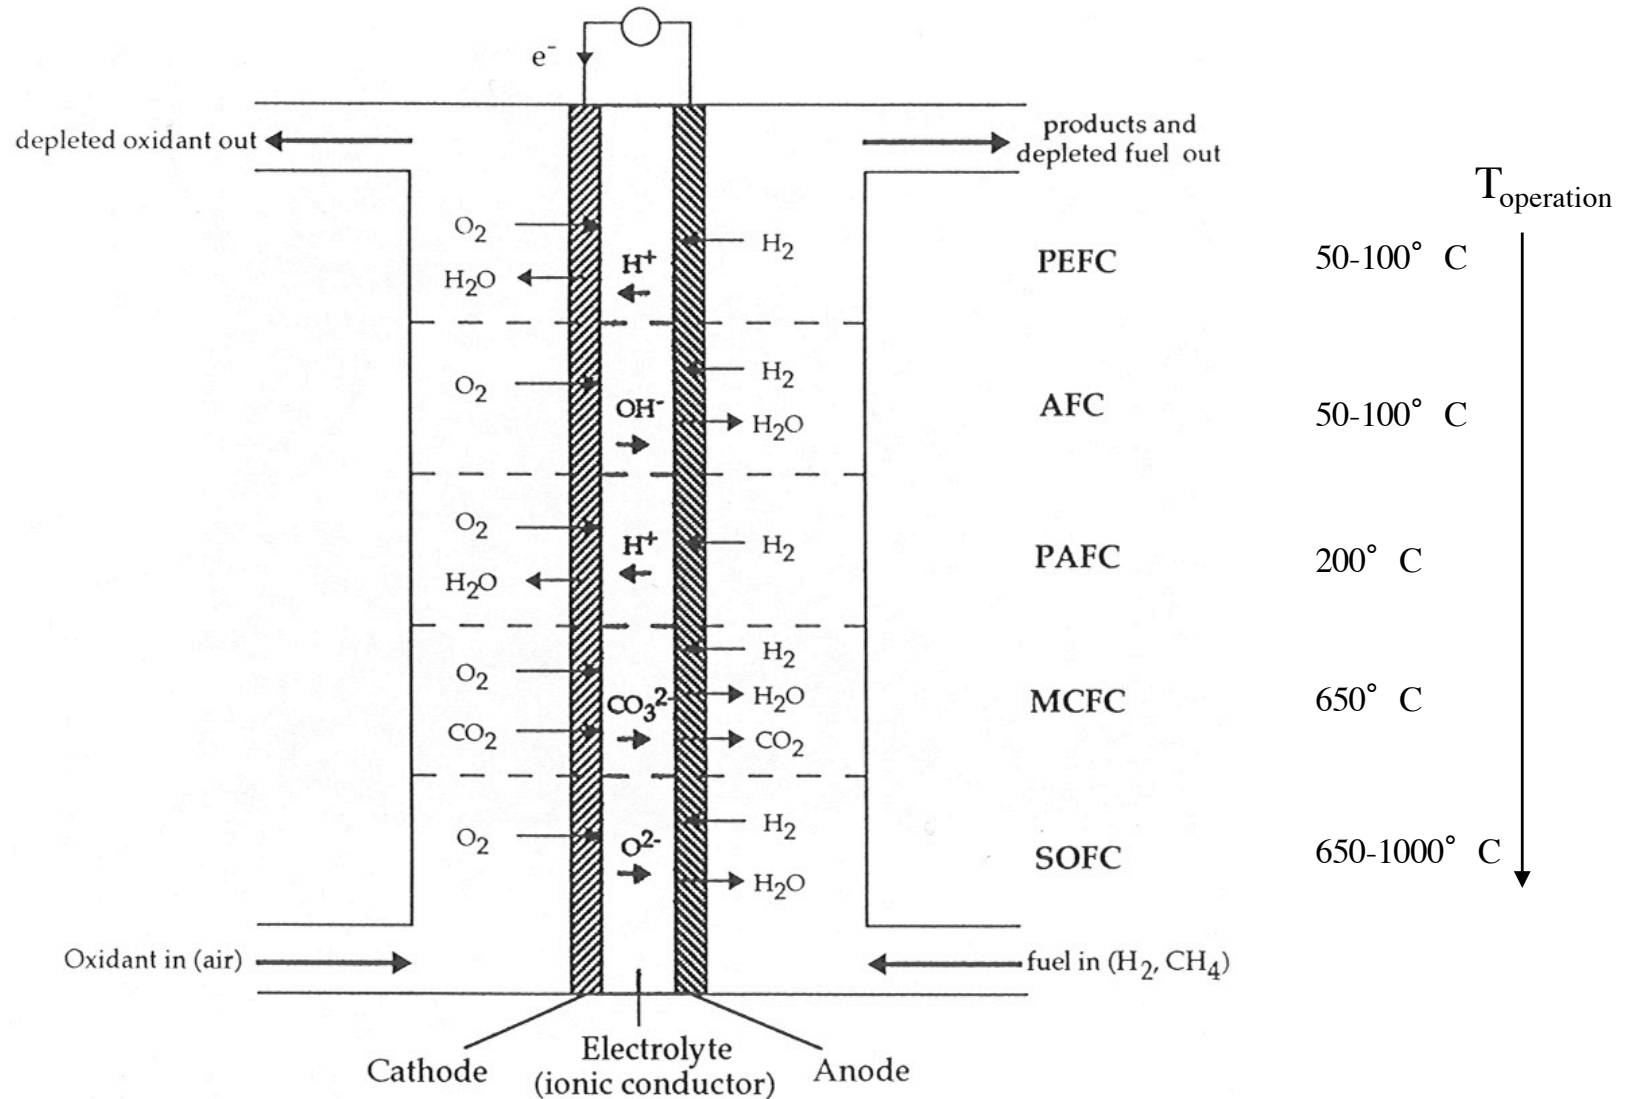 e⁻
depleted oxidant out
products and
depleted fuel out
T_operation
O₂
H₂O
H⁺
H₂
PEFC
50-100° C
O₂
OH⁻
H₂
H₂O
AFC
50-100° C
O₂
H₂O
H⁺
H₂
PAFC
200° C
O₂
CO₂
CO₃²⁻
H₂
H₂O
CO₂
MCFC
650° C
O₂
O²⁻
H₂
H₂O
SOFC
650-1000° C
Oxidant in (air)
fuel in (H₂, CH₄)
Cathode
Electrolyte
(ionic conductor)
Anode